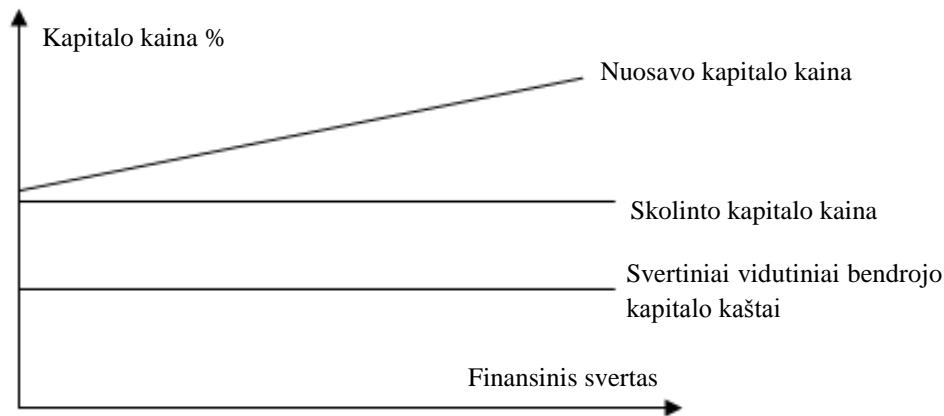 Kapitalo kaina %
Nuosavo kapitalo kaina
Skolinto kapitalo kaina
Svertiniai vidutiniai bendrojo
kapitalo kaštai
Finansinis svertas